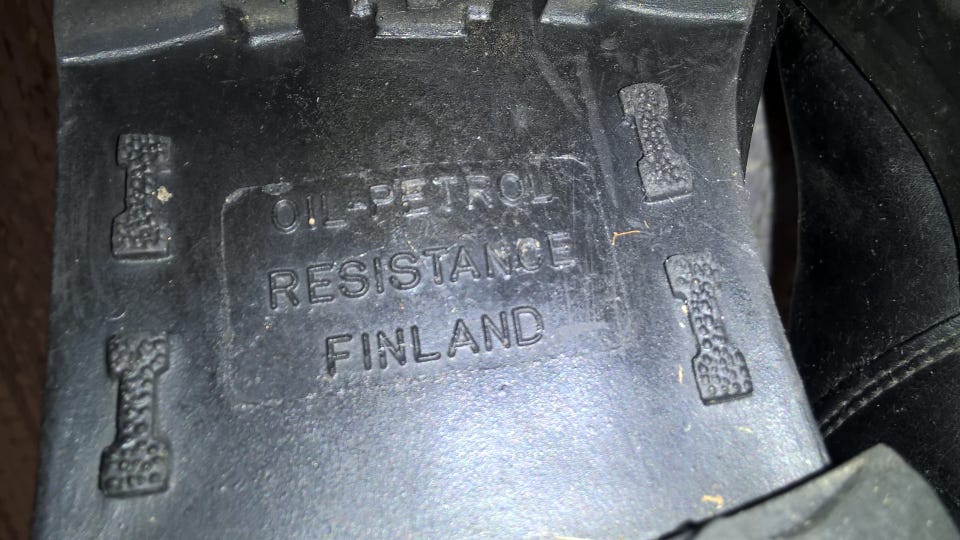 OIL-PETROL
RESISTANCE
FINLAND